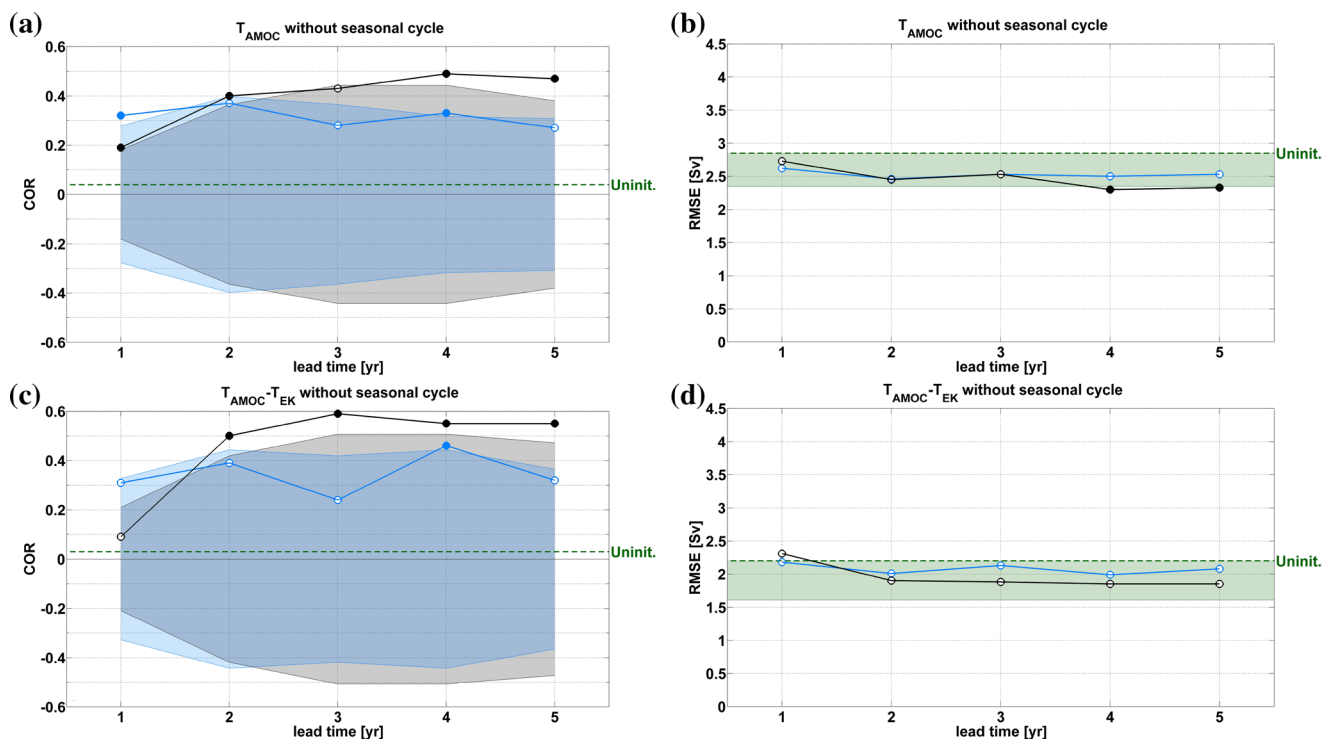 (a)
T_AMOC without seasonal cycle
0.6
0.4
0.2
0
-0.2
-0.4
-0.6
COR
Uninit.
1 2 3 4 5
lead time [yr]
(b)
T_AMOC without seasonal cycle
4.5
4
3.5
3
2.5
2
1.5
1
0.5
0
RMSE [Sv]
Uninit.
1 2 3 4 5
lead time [yr]
(c)
T_AMOC-T_EK without seasonal cycle
0.6
0.4
0.2
0
-0.2
-0.4
-0.6
COR
Uninit.
1 2 3 4 5
lead time [yr]
(d)
T_AMOC-T_EK without seasonal cycle
4.5
4
3.5
3
2.5
2
1.5
1
0.5
0
RMSE [Sv]
Uninit.
1 2 3 4 5
lead time [yr]